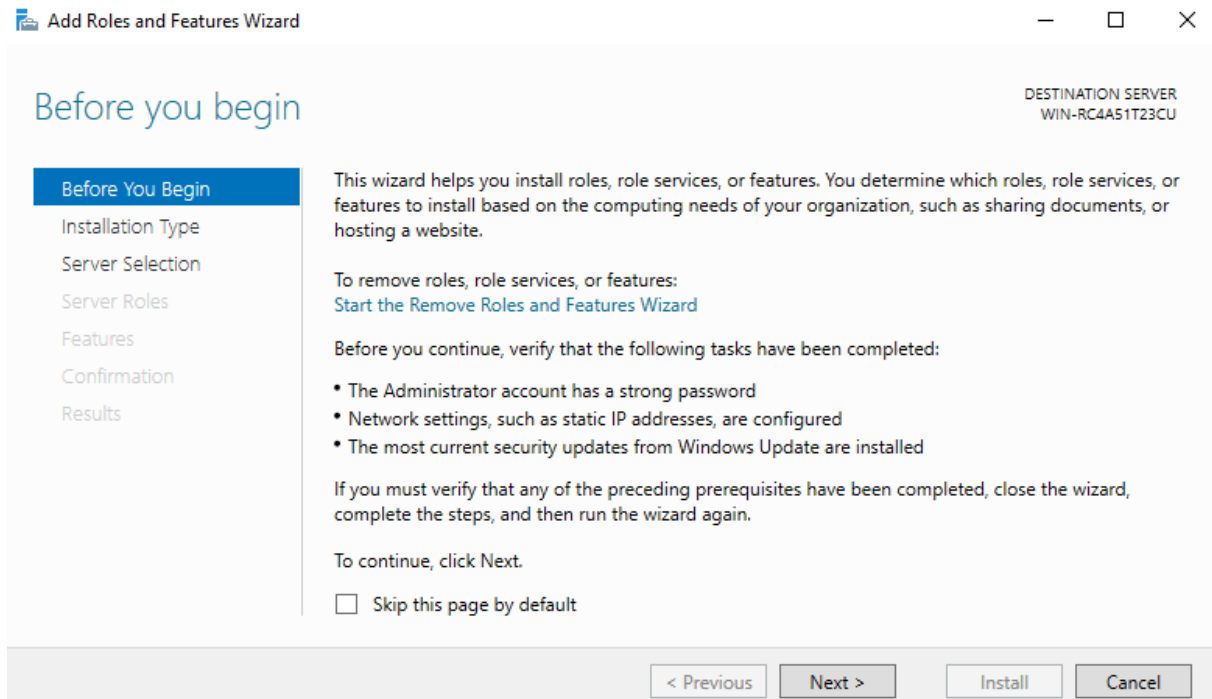 Add Roles and Features Wizard
Before you begin
DESTINATION SERVER
WIN-RC4A51T23CU
Before You Begin
Installation Type
Server Selection
Server Roles
Features
Confirmation
Results
This wizard helps you install roles, role services, or features. You determine which roles, role services, or
features to install based on the computing needs of your organization, such as sharing documents, or
hosting a website.
To remove roles, role services, or features:
Start the Remove Roles and Features Wizard
Before you continue, verify that the following tasks have been completed:
• The Administrator account has a strong password
• Network settings, such as static IP addresses, are configured
• The most current security updates from Windows Update are installed
If you must verify that any of the preceding prerequisites have been completed, close the wizard,
complete the steps, and then run the wizard again.
To continue, click Next.
Skip this page by default
< Previous
Next >
Install
Cancel